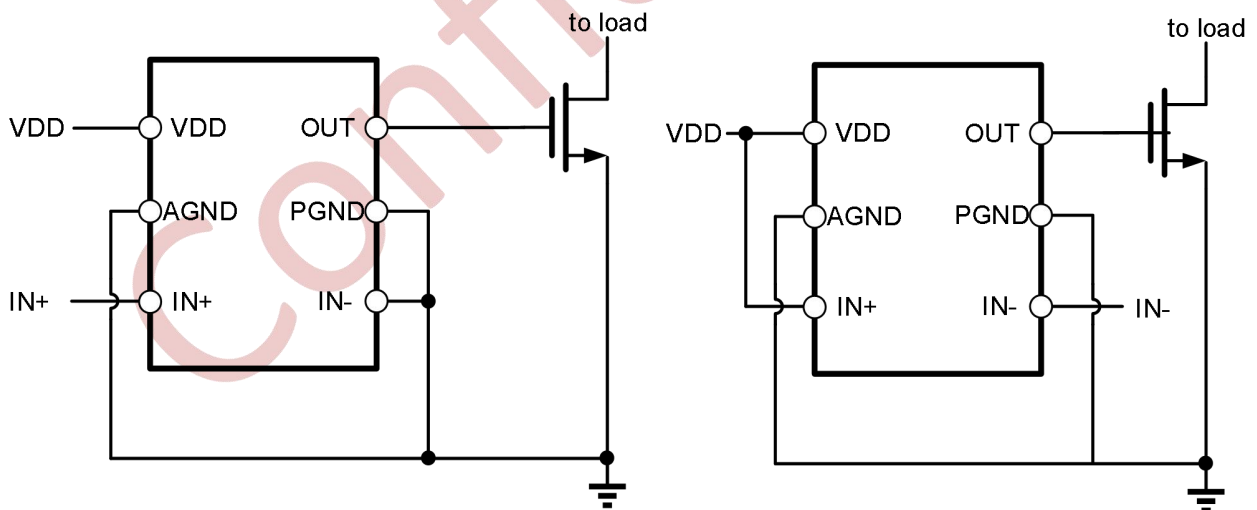 to load
VDD
VDD
OUT
AGND
PGND
IN+
IN+
IN-
to load
VDD
VDD
OUT
AGND
PGND
IN+
IN-
IN-
Confi